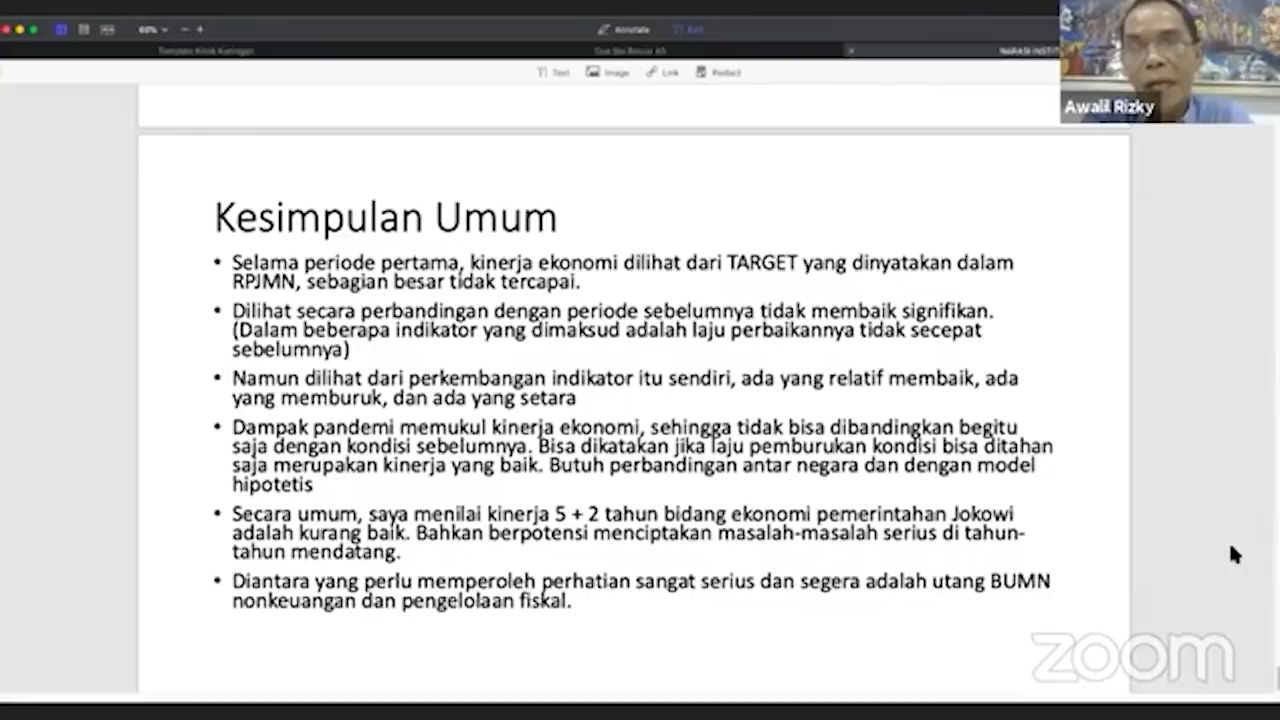 60%
Annotate
Edit
NARASI INSTIT
Text
Image
Link
Redact
Awalil Rizky
Kesimpulan Umum
• Selama periode pertama, kinerja ekonomi dilihat dari TARGET yang dinyatakan dalam
RPJMN, sebagian besar tidak tercapai.
• Dilihat secara perbandingan dengan periode sebelumnya tidak membaik signifikan.
(Dalam beberapa indikator yang dimaksud adalah laju perbaikannya tidak secepat
sebelumnya)
• Namun dilihat dari perkembangan indikator itu sendiri, ada yang relatif membaik, ada
yang memburuk, dan ada yang setara
• Dampak pandemi memukul kinerja ekonomi, sehingga tidak bisa dibandingkan begitu
saja dengan kondisi sebelumnya. Bisa dikatakan jika laju pemburukan kondisi bisa ditahan
saja merupakan kinerja yang baik. Butuh perbandingan antar negara dan dengan model
hipotetis
• Secara umum, saya menilai kinerja 5 + 2 tahun bidang ekonomi pemerintahan Jokowi
adalah kurang baik. Bahkan berpotensi menciptakan masalah-masalah serius di tahun-
tahun mendatang.
• Diantara yang perlu memperoleh perhatian sangat serius dan segera adalah utang BUMN
nonkeuangan dan pengelolaan fiskal.
zoom